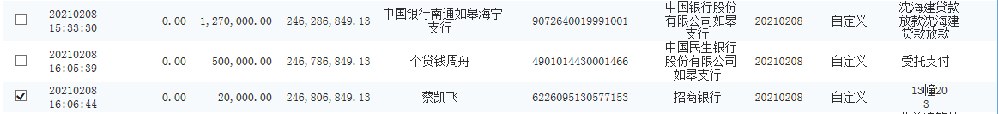 20210208
15:33:30
0.00
1,270,000.00
246,286,849.13
中国银行南通如皋海宁
支行
9072640019991001
中国银行股份
有限公司如皋
支行
20210208
自定义
沈海建贷款
放款沈海建
贷款放款
20210208
16:05:39
0.00
500,000.00
246,786,849.13
个贷钱周舟
4901014430001466
中国民生银行
股份有限公司
如皋支行
20210208
自定义
受托支付
20210208
16:06:44
0.00
20,000.00
246,806,849.13
蔡凯飞
6226095130577153
招商银行
20210208
自定义
13幢20
3